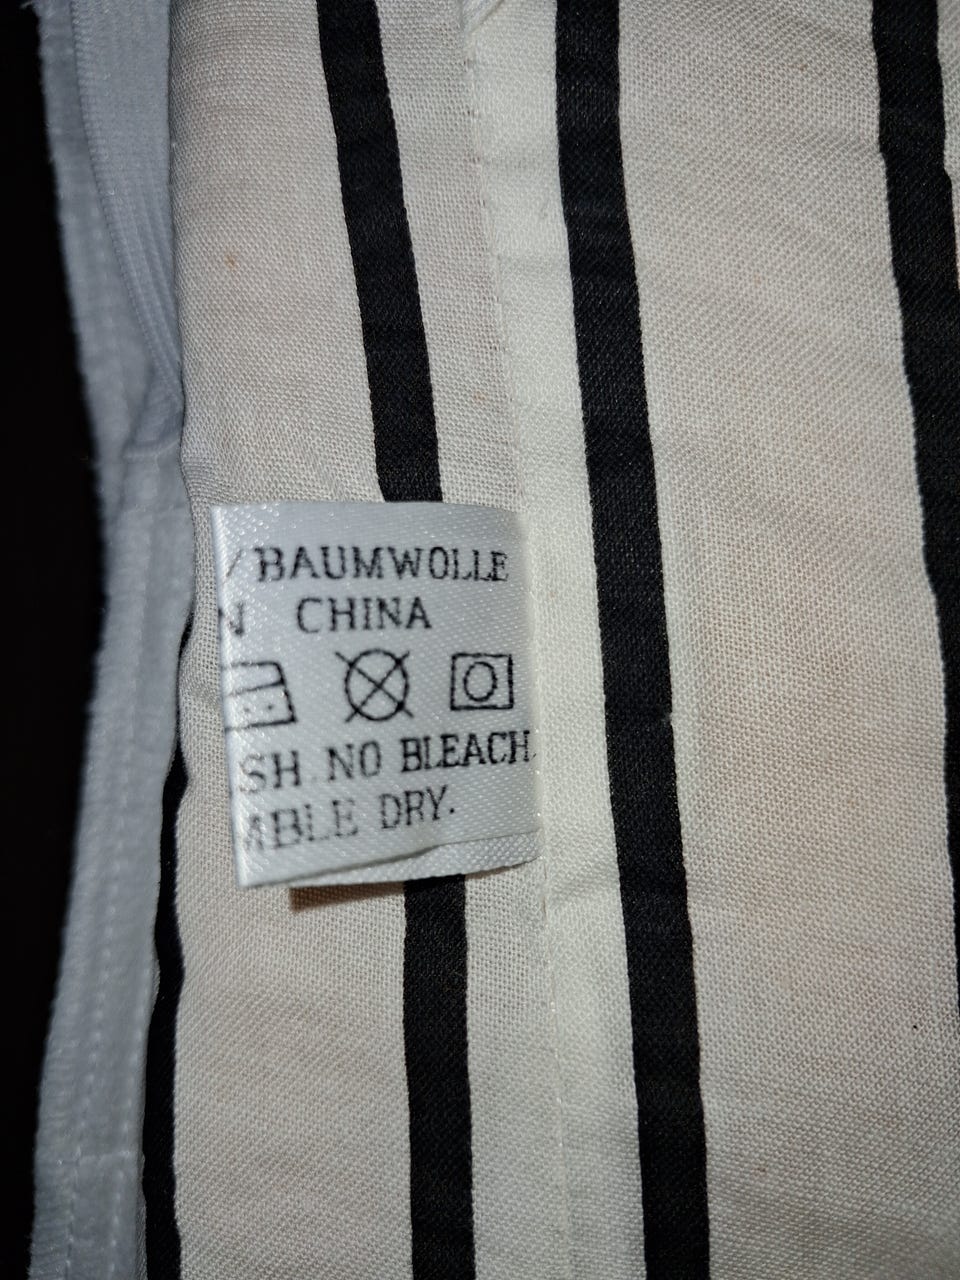 / BAUMWOLLE
N CHINA
SH. NO BLEACH.
MBLE DRY.